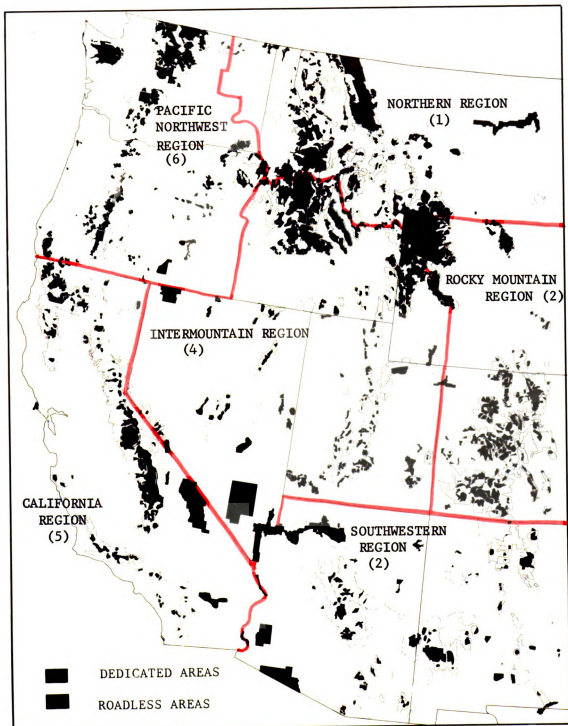 PACIFIC
NORTHWEST
REGION
(6)
NORTHERN REGION
(1)
ROCKY MOUNTAIN
REGION (2)
INTERMOUNTAIN REGION
(4)
CALIFORNIA
REGION
(5)
SOUTHWESTERN
REGION
(2)
DEDICATED AREAS
ROADLESS AREAS